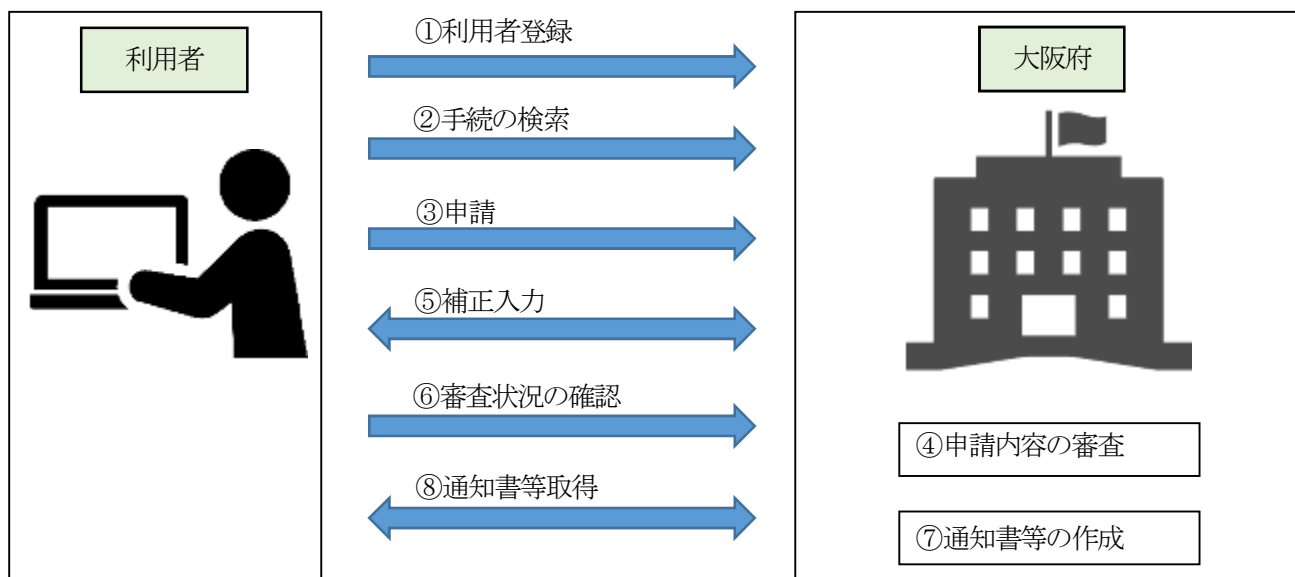 利用者
①利用者登録
②手続の検索
③申請
⑤補正入力
⑥審査状況の確認
⑧通知書等取得
大阪府
④申請内容の審査
⑦通知書等の作成